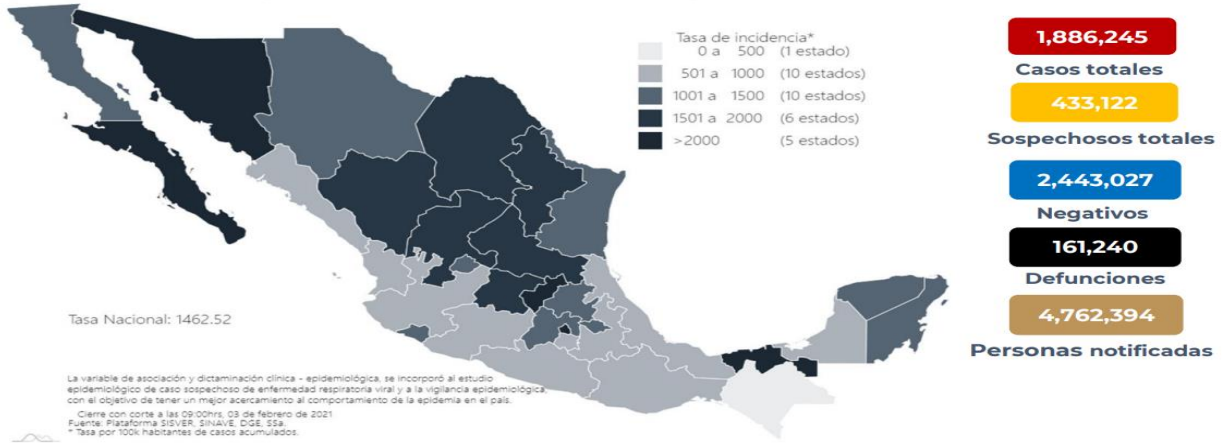 Tasa de incidencia*
0 a 500 (1 estado)
501 a 1000 (10 estados)
1001 a 1500 (10 estados)
1501 a 2000 (6 estados)
>2000 (5 estados)
Tasa Nacional: 1462.52
La variable de asociación y dictaminación clínica - epidemiológica, se incorporó al estudio
epidemiológico de caso sospechoso de enfermedad respiratoria viral y a la vigilancia epidemiológica,
con el objetivo de tener un mejor acercamiento al comportamiento de la epidemia en el país.
Cierre con corte a las 09:00hrs, 03 de febrero de 2021
Fuente: Plataforma SISVER, SINAVE, DGE, SSa.
* Tasa por 100k habitantes de casos acumulados.
1,886,245
Casos totales
433,122
Sospechosos totales
2,443,027
Negativos
161,240
Defunciones
4,762,394
Personas notificadas